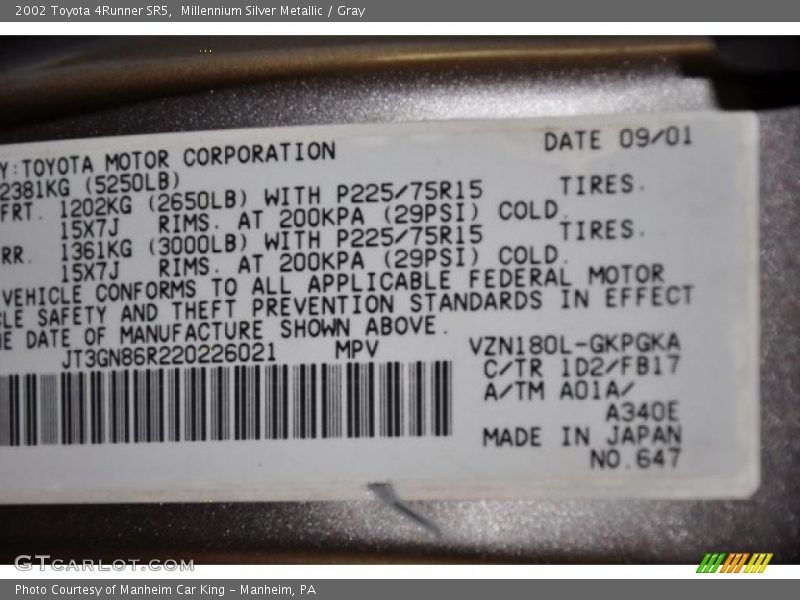 2002 Toyota 4Runner SR5,  Millennium Silver Metallic / Gray
Y:TOYOTA MOTOR CORPORATION DATE 09/01
2381KG (5250LB)
FRT. 1202KG (2650LB) WITH P225/75R15 TIRES.
15X7J RIMS. AT 200KPA (29PSI) COLD.
RR. 1361KG (3000LB) WITH P225/75R15 TIRES.
15X7J RIMS. AT 200KPA (29PSI) COLD.
VEHICLE CONFORMS TO ALL APPLICABLE FEDERAL MOTOR
CLE SAFETY AND THEFT PREVENTION STANDARDS IN EFFECT
HE DATE OF MANUFACTURE SHOWN ABOVE.
JT3GN86R220226021 MPV VZN180L-GKPGKA
C/TR 1D2/FB17
A/TM A01A/
A340E
MADE IN JAPAN
NO.647
GTCARLOT.COM
Photo Courtesy of Manheim Car King - Manheim, PA